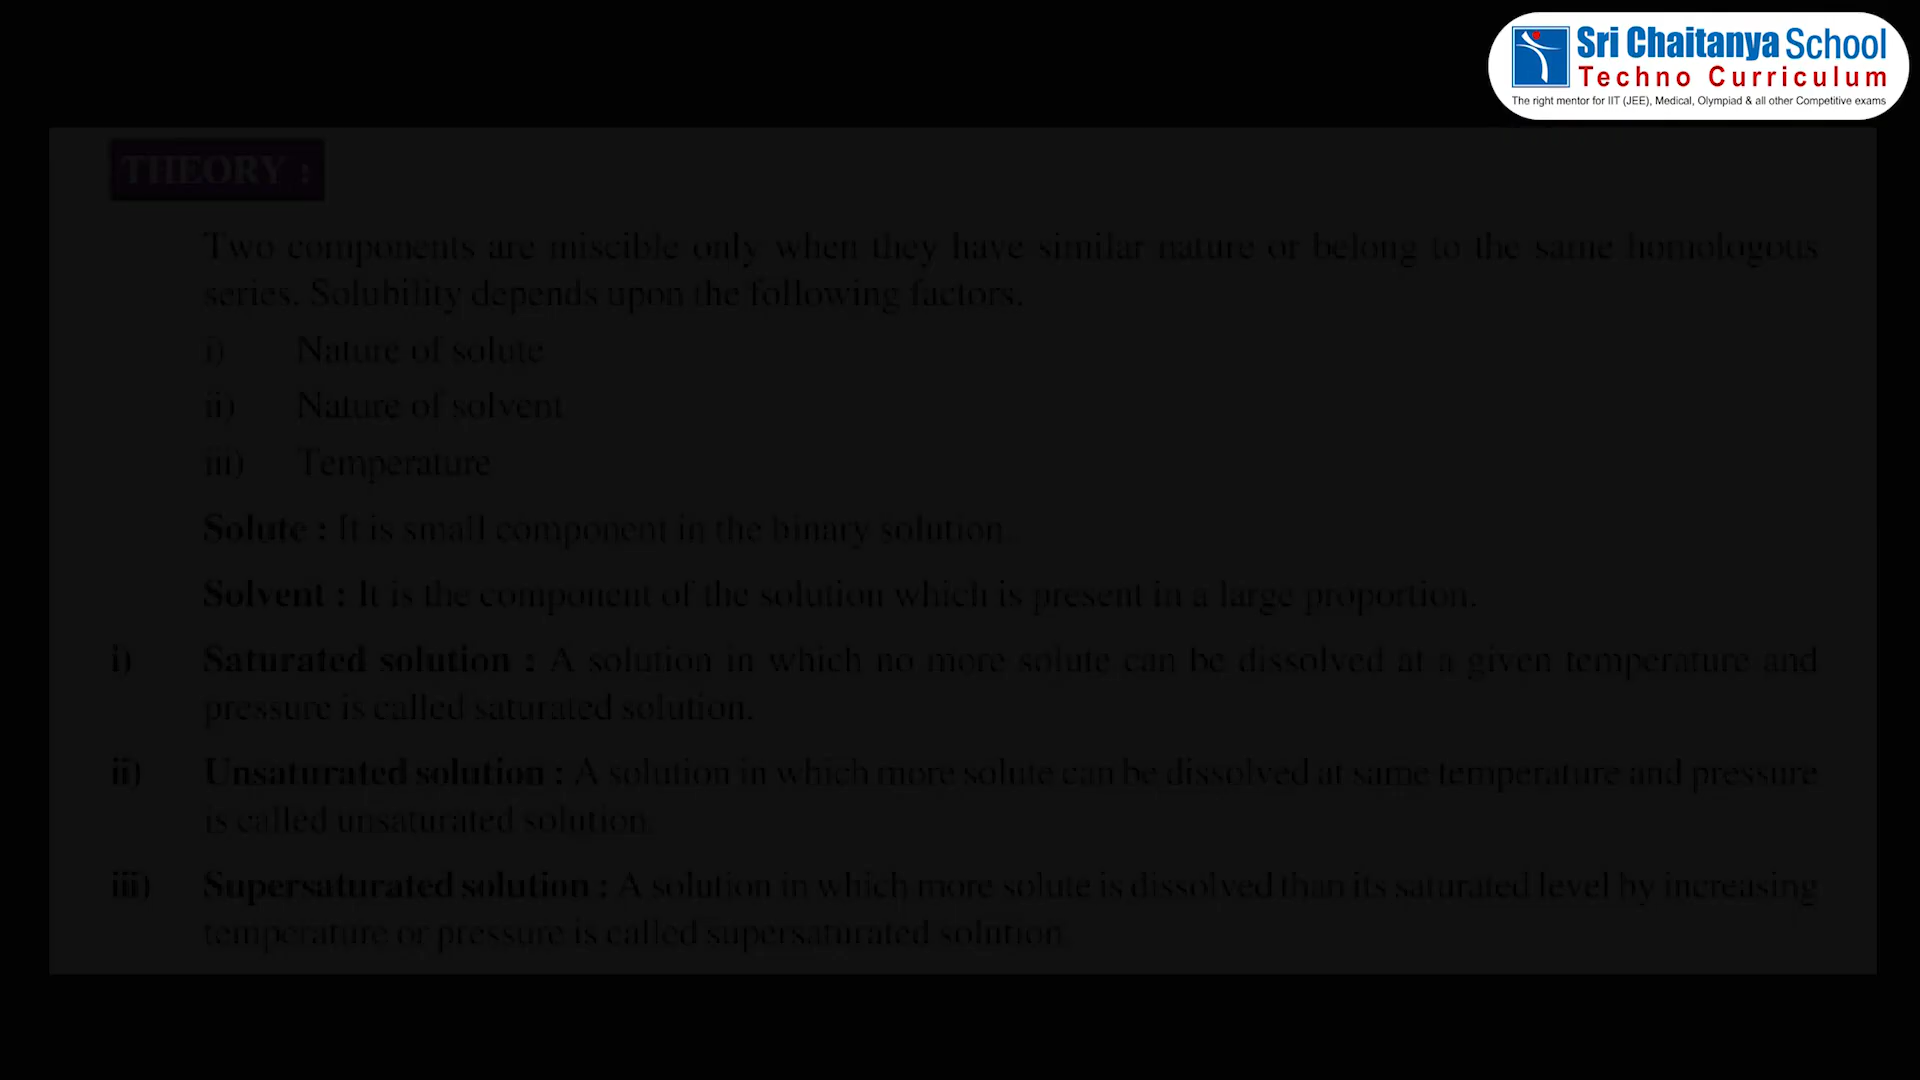 Sri Chaitanya School
Techno Curriculum
The right mentor for IIT (JEE), Medical, Olympiad & all other Competitive exams
THEORY :
Two components are miscible only when they have similar nature or belong to the same homologous
series. Solubility depends upon the following factors.
i) Nature of solute
ii) Nature of solvent
iii) Temperature
Solute : It is small component in the binary solution.
Solvent : It is the component of the solution which is present in a large proportion.
i) Saturated solution : A solution in which no more solute can be dissolved at a given temperature and
pressure is called saturated solution.
ii) Unsaturated solution : A solution in which more solute can be dissolved at same temperature and pressure
is called unsaturated solution.
iii) Supersaturated solution : A solution in which more solute is dissolved than its saturated level by increasing
temperature or pressure is called supersaturated solution.